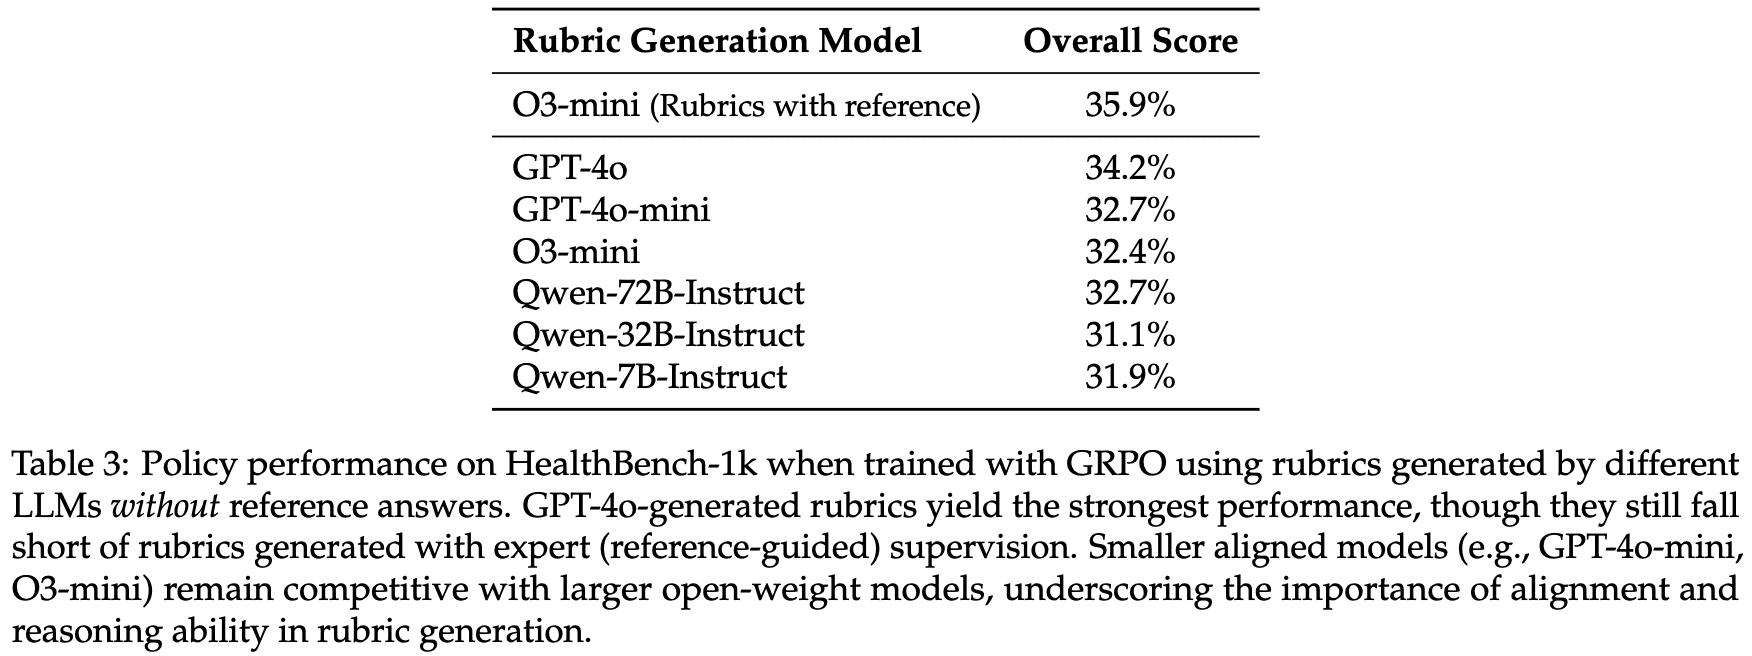 Rubric Generation Model Overall Score
O3-mini (Rubrics with reference) 35.9%
GPT-4o 34.2%
GPT-4o-mini 32.7%
O3-mini 32.4%
Qwen-72B-Instruct 32.7%
Qwen-32B-Instruct 31.1%
Qwen-7B-Instruct 31.9%
Table 3: Policy performance on HealthBench-1k when trained with GRPO using rubrics generated by different
LLMs without reference answers. GPT-4o-generated rubrics yield the strongest performance, though they still fall
short of rubrics generated with expert (reference-guided) supervision. Smaller aligned models (e.g., GPT-4o-mini,
O3-mini) remain competitive with larger open-weight models, underscoring the importance of alignment and
reasoning ability in rubric generation.